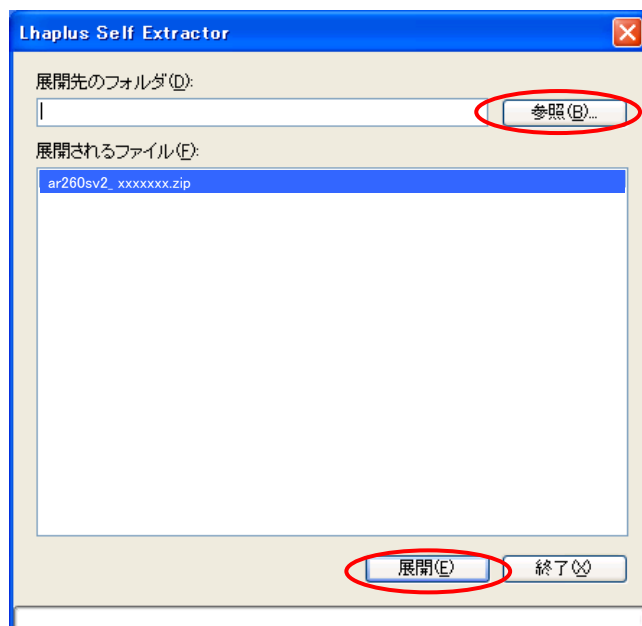 Lhaplus Self Extractor
展開先のフォルダ(D):
参照(B)...
展開されるファイル(F):
ar260sv2_ xxxxxxx.zip
展開(E)
終了(X)